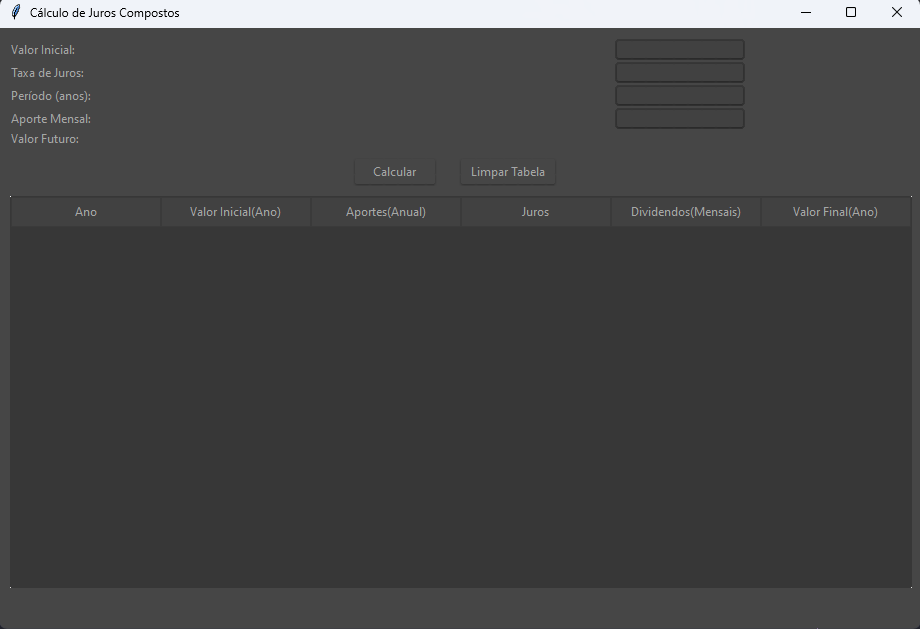 Cálculo de Juros Compostos
Valor Inicial:
Taxa de Juros:
Período (anos):
Aporte Mensal:
Valor Futuro:
Calcular Limpar Tabela
Ano Valor Inicial(Ano) Aportes(Anual) Juros Dividendos(Mensais) Valor Final(Ano)